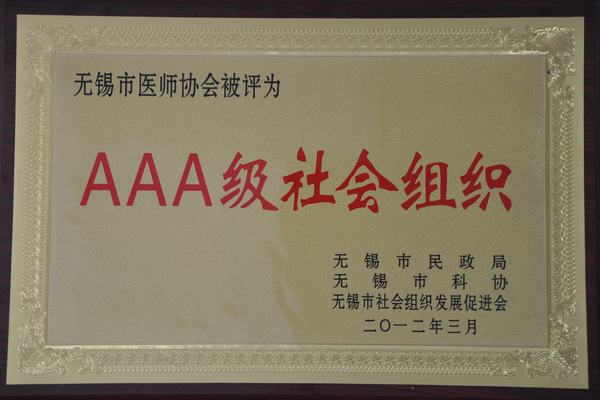 无锡市医师协会被评为
AAA级社会组织
无锡市民政局
无锡市科协
无锡市社会组织发展促进会
二〇一二年三月